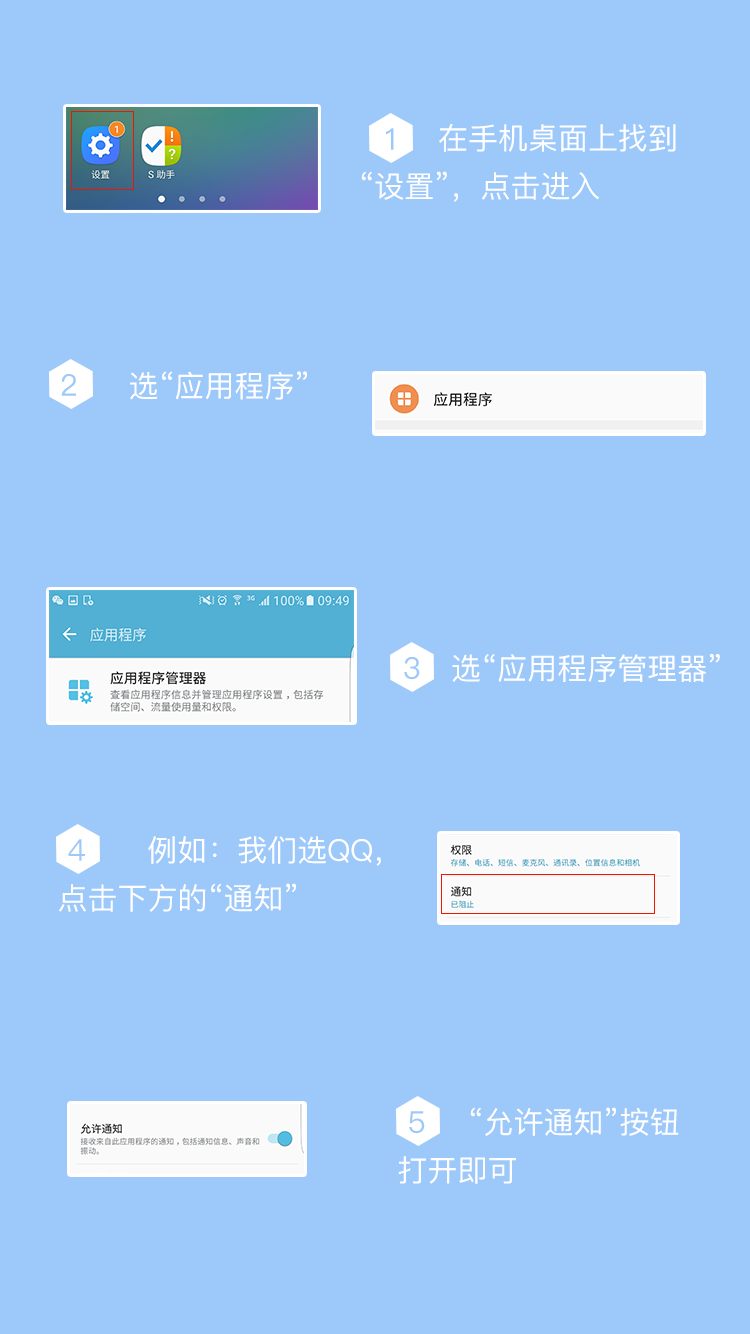 1
设置
S 助手
1 在手机桌面上找到
“设置”，点击进入
2 选“应用程序”
应用程序
3G 100% 09:49
应用程序
应用程序管理器
查看应用程序信息并管理应用程序设置，包括存
储空间、流量使用量和权限。
3 选“应用程序管理器”
4 例如：我们选QQ，
点击下方的“通知”
权限
存储、电话、短信、麦克风、通讯录、位置信息和相机
通知
已阻止
允许通知
接收来自此应用程序的通知，包括通知信息、声音和
振动。
5 “允许通知”按钮
打开即可